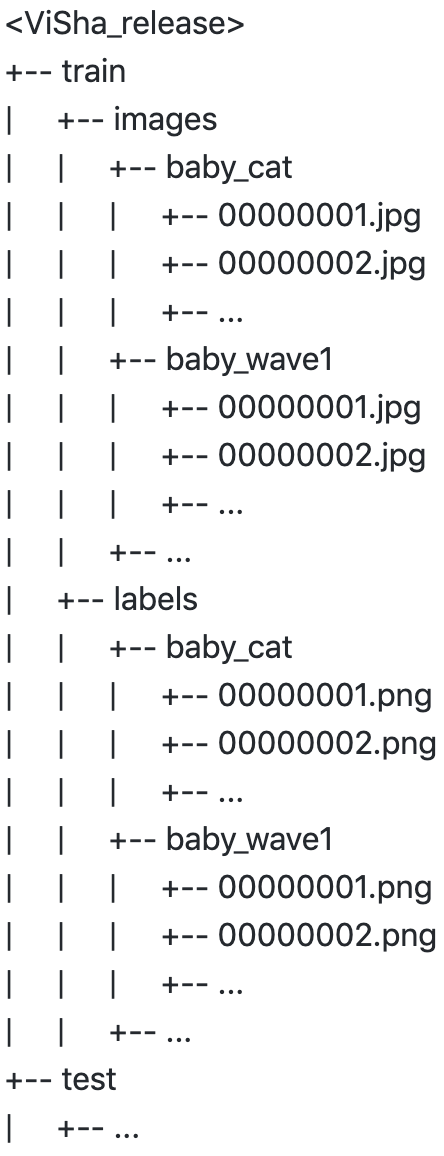 <ViSha_release>
+-- train
|   +-- images
|   |   +-- baby_cat
|   |   |   +-- 00000001.jpg
|   |   |   +-- 00000002.jpg
|   |   |   +-- ...
|   |   +-- baby_wave1
|   |   |   +-- 00000001.jpg
|   |   |   +-- 00000002.jpg
|   |   |   +-- ...
|   |   +-- ...
|   +-- labels
|   |   +-- baby_cat
|   |   |   +-- 00000001.png
|   |   |   +-- 00000002.png
|   |   |   +-- ...
|   |   +-- baby_wave1
|   |   |   +-- 00000001.png
|   |   |   +-- 00000002.png
|   |   |   +-- ...
|   |   +-- ...
+-- test
|   +-- ...